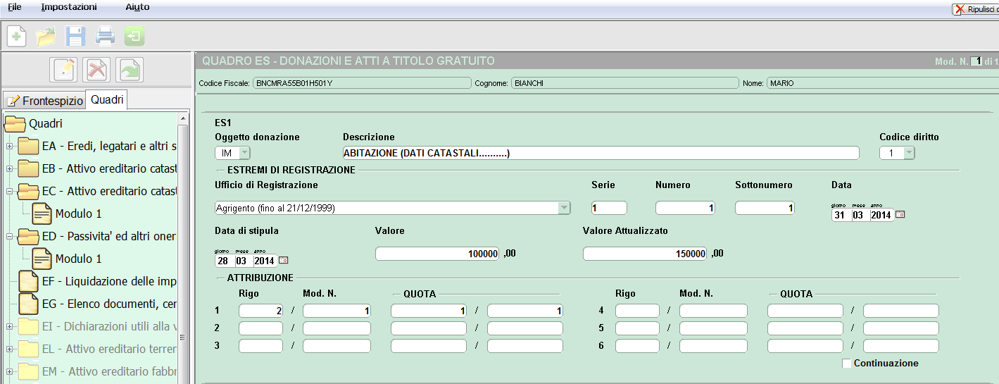 File Impostazioni Aiuto
Ripulisci
QUADRO ES - DONAZIONI E ATTI A TITOLO GRATUITO Mod. N. 1 di 1
Codice Fiscale: BNCMRA55B01H501Y Cognome: BIANCHI Nome: MARIO
Frontespizio Quadri
Quadri
EA - Eredi, legatari e altri s
EB - Attivo ereditario catast
EC - Attivo ereditario catast
Modulo 1
ED - Passivita' ed altri oner
Modulo 1
EF - Liquidazione delle imp
EG - Elenco documenti, cer
EI - Dichiarazioni utili alla v
EL - Attivo ereditario terren
EM - Attivo ereditario fabbr
ES1
Oggetto donazione Descrizione Codice diritto
IM ABITAZIONE (DATI CATASTALI..........) 1
ESTREMI DI REGISTRAZIONE
Ufficio di Registrazione Serie Numero Sottonumero Data
giorno mese anno
Agrigento (fino al 21/12/1999) 1 1 1 31 03 2014
Data di stipula Valore Valore Attualizzato
giorno mese anno
28 03 2014 100000 ,00 150000 ,00
ATTRIBUZIONE
Rigo Mod. N. QUOTA Rigo Mod. N. QUOTA
1 2 / 1 1 / 1 4 / /
2 / / 5 / /
3 / / 6 / /
Continuazione